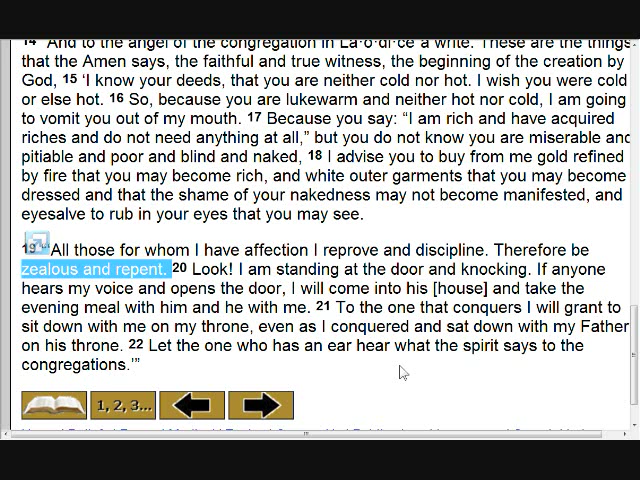 14 And to the angel of the congregation in La·o·di·ce´a write: These are the things
that the Amen says, the faithful and true witness, the beginning of the creation by
God, 15 ‘I know your deeds, that you are neither cold nor hot. I wish you were cold
or else hot. 16 So, because you are lukewarm and neither hot nor cold, I am going
to vomit you out of my mouth. 17 Because you say: “I am rich and have acquired
riches and do not need anything at all,” but you do not know you are miserable and
pitiable and poor and blind and naked, 18 I advise you to buy from me gold refined
by fire that you may become rich, and white outer garments that you may become
dressed and that the shame of your nakedness may not become manifested, and
eyesalve to rub in your eyes that you may see.
19 “‘All those for whom I have affection I reprove and discipline. Therefore be
zealous and repent. 20 Look! I am standing at the door and knocking. If anyone
hears my voice and opens the door, I will come into his [house] and take the
evening meal with him and he with me. 21 To the one that conquers I will grant to
sit down with me on my throne, even as I conquered and sat down with my Father
on his throne. 22 Let the one who has an ear hear what the spirit says to the
congregations.’”
1, 2, 3...